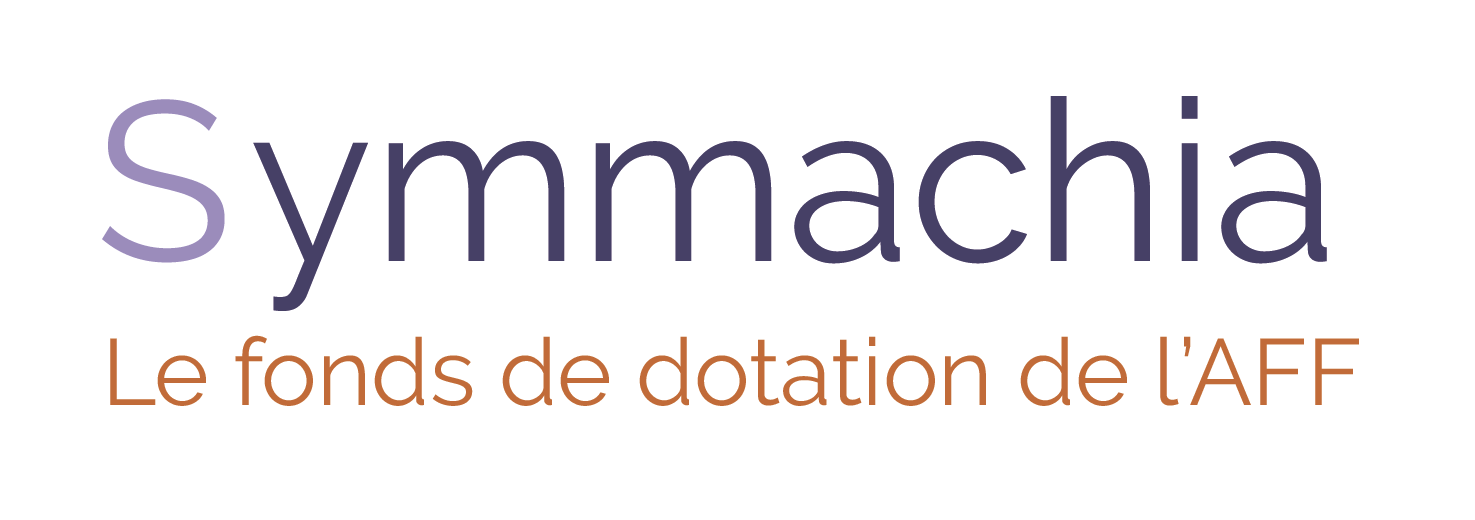 Symmachia
Le fonds de dotation de l’AFF